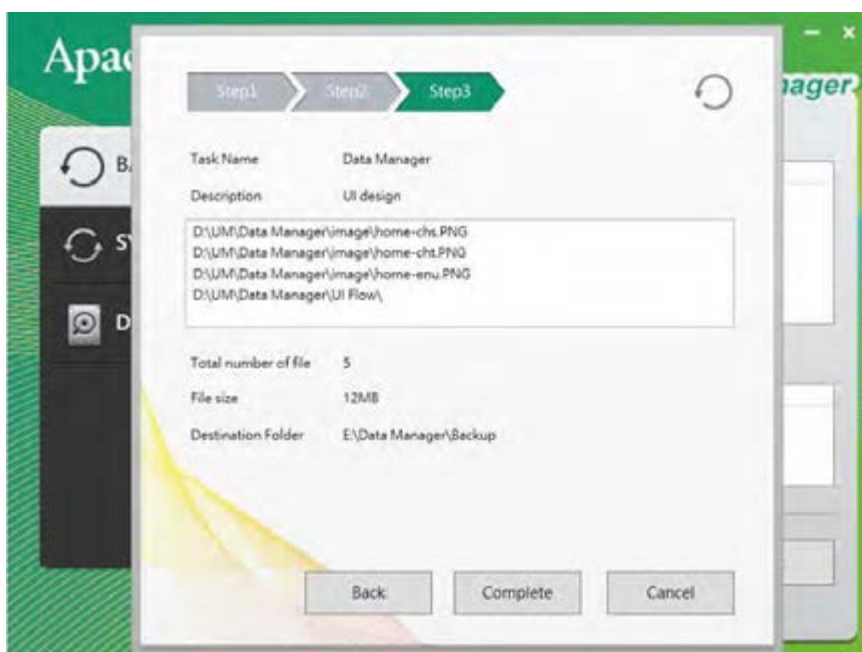 Apac
ager
Step1 Step2 Step3
BA
SY
D
Task Name Data Manager
Description UI design
D:\UM\Data Manager\image\home-chs.PNG
D:\UM\Data Manager\image\home-cht.PNG
D:\UM\Data Manager\image\home-enu.PNG
D:\UM\Data Manager\UI Flow\
Total number of file 5
File size 12MB
Destination Folder E:\Data Manager\Backup
Back Complete Cancel